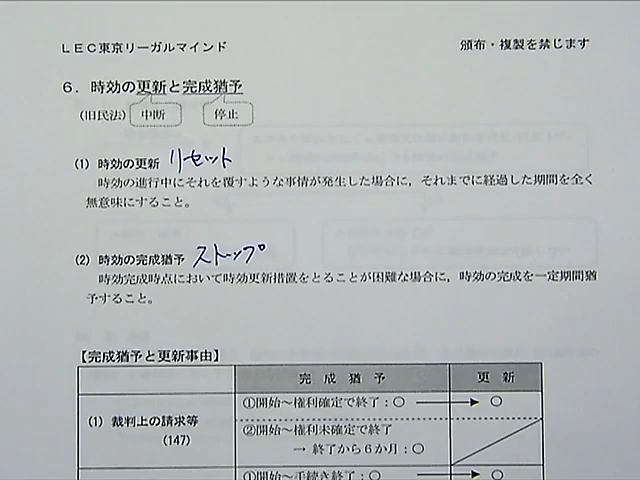 LEC東京リーガルマインド
頒布・複製を禁じます
6．時効の更新と完成猶予
(旧民法) 中断 停止
(1) 時効の更新 リセット
時効の進行中にそれを覆すような事情が発生した場合に，それまでに経過した期間を全く
無意味にすること。
(2) 時効の完成猶予 ストップ
時効完成時点において時効更新措置をとることが困難な場合に，時効の完成を一定期間猶
予すること。
【完成猶予と更新事由】
完成猶予 更新
(1) 裁判上の請求等
(147)
①開始～権利確定で終了：〇 → 〇
②開始～権利未確定で終了
→ 終了から6か月：〇
①開始～手続き終了：〇 → 〇